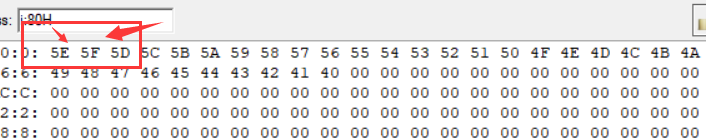 ss: i:80H
0:0: 5E 5F 5D 5C 5B 5A 59 58 57 56 55 54 53 52 51 50 4F 4E 4D 4C 4B 4A
6:6: 49 48 47 46 45 44 43 42 41 40 00 00 00 00 00 00 00 00 00 00 00 00
C:C: 00 00 00 00 00 00 00 00 00 00 00 00 00 00 00 00 00 00 00 00 00 00
2:2: 00 00 00 00 00 00 00 00 00 00 00 00 00 00 00 00 00 00 00 00 00 00
8:8: 00 00 00 00 00 00 00 00 00 00 00 00 00 00 00 00 00 00 00 00 00 00